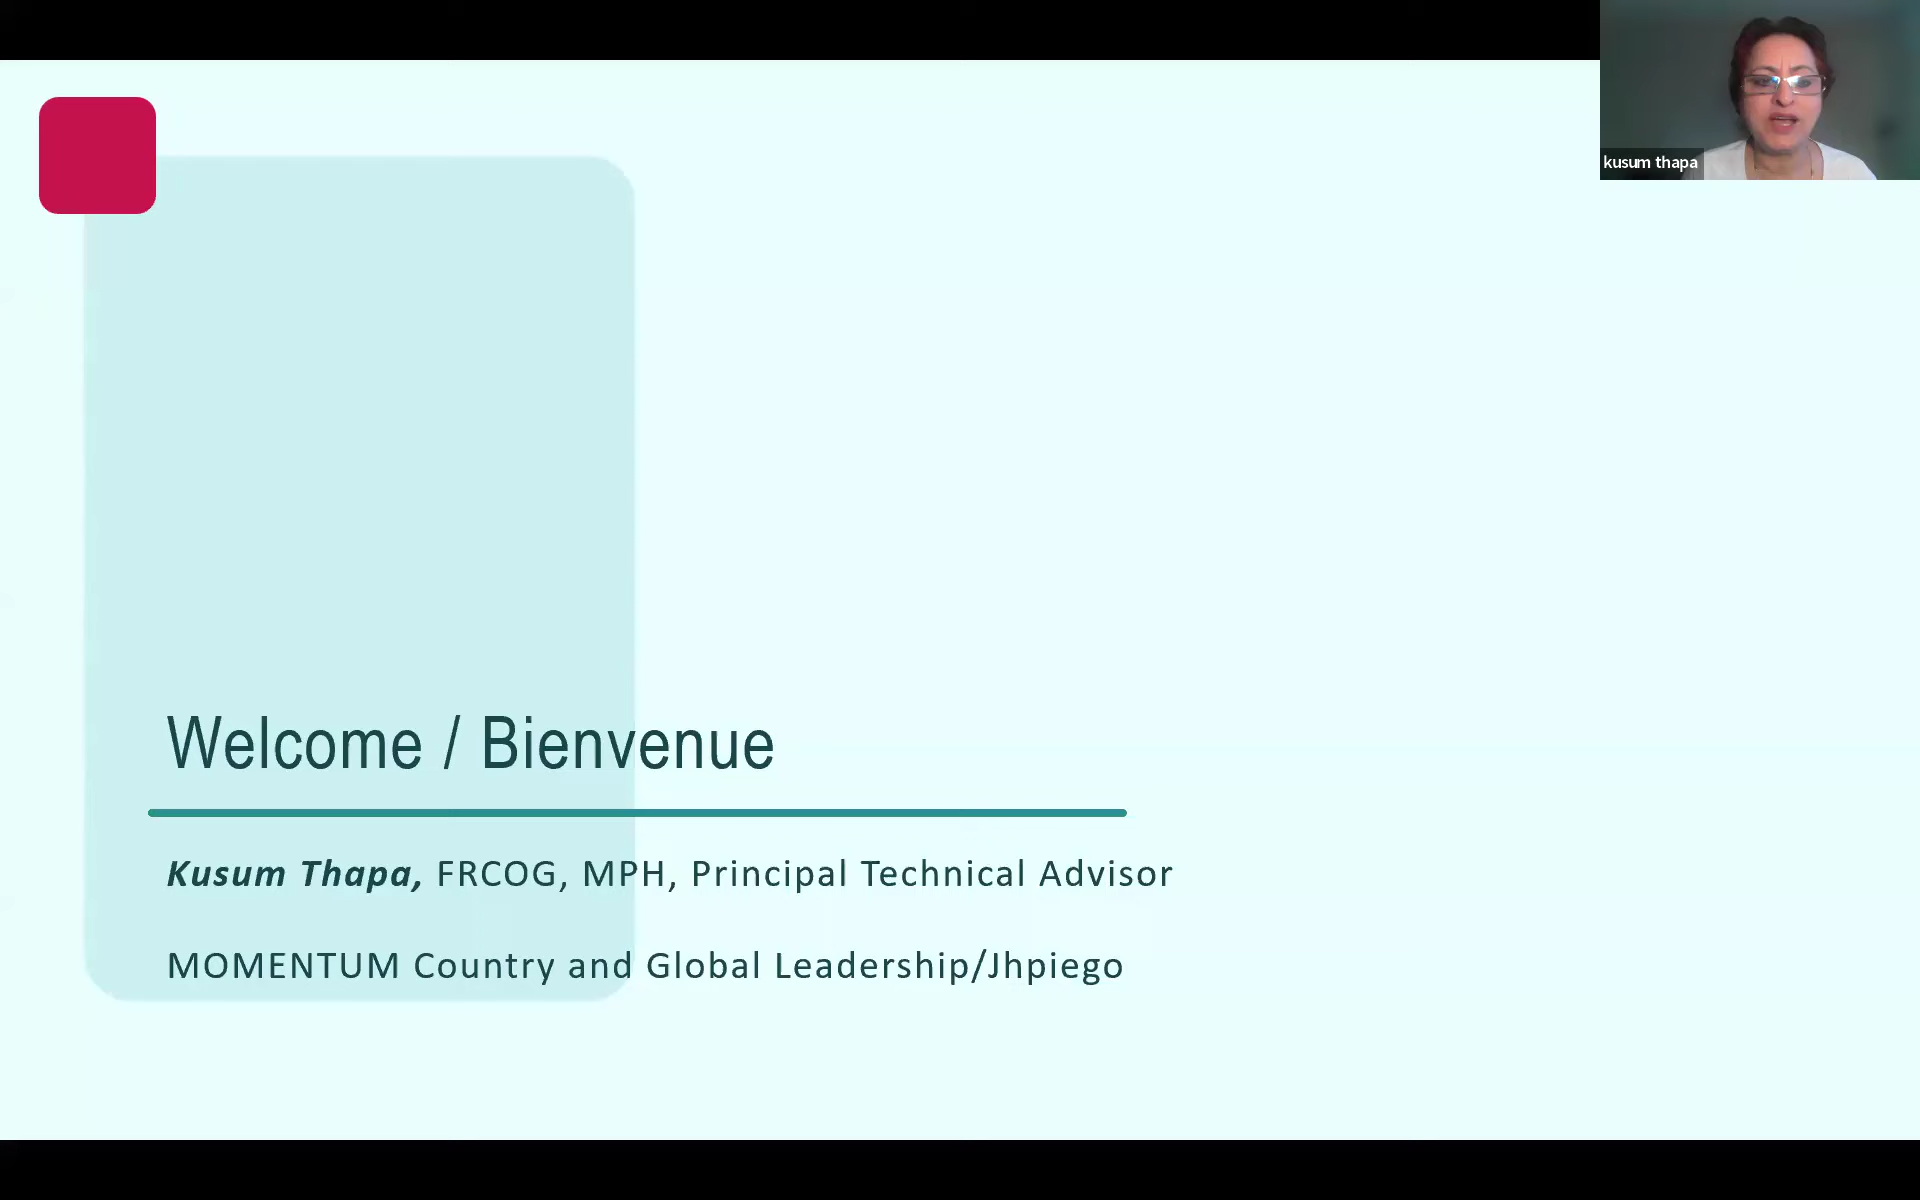 kusum thapa
Welcome / Bienvenue
Kusum Thapa, FRCOG, MPH, Principal Technical Advisor
MOMENTUM Country and Global Leadership/Jhpiego